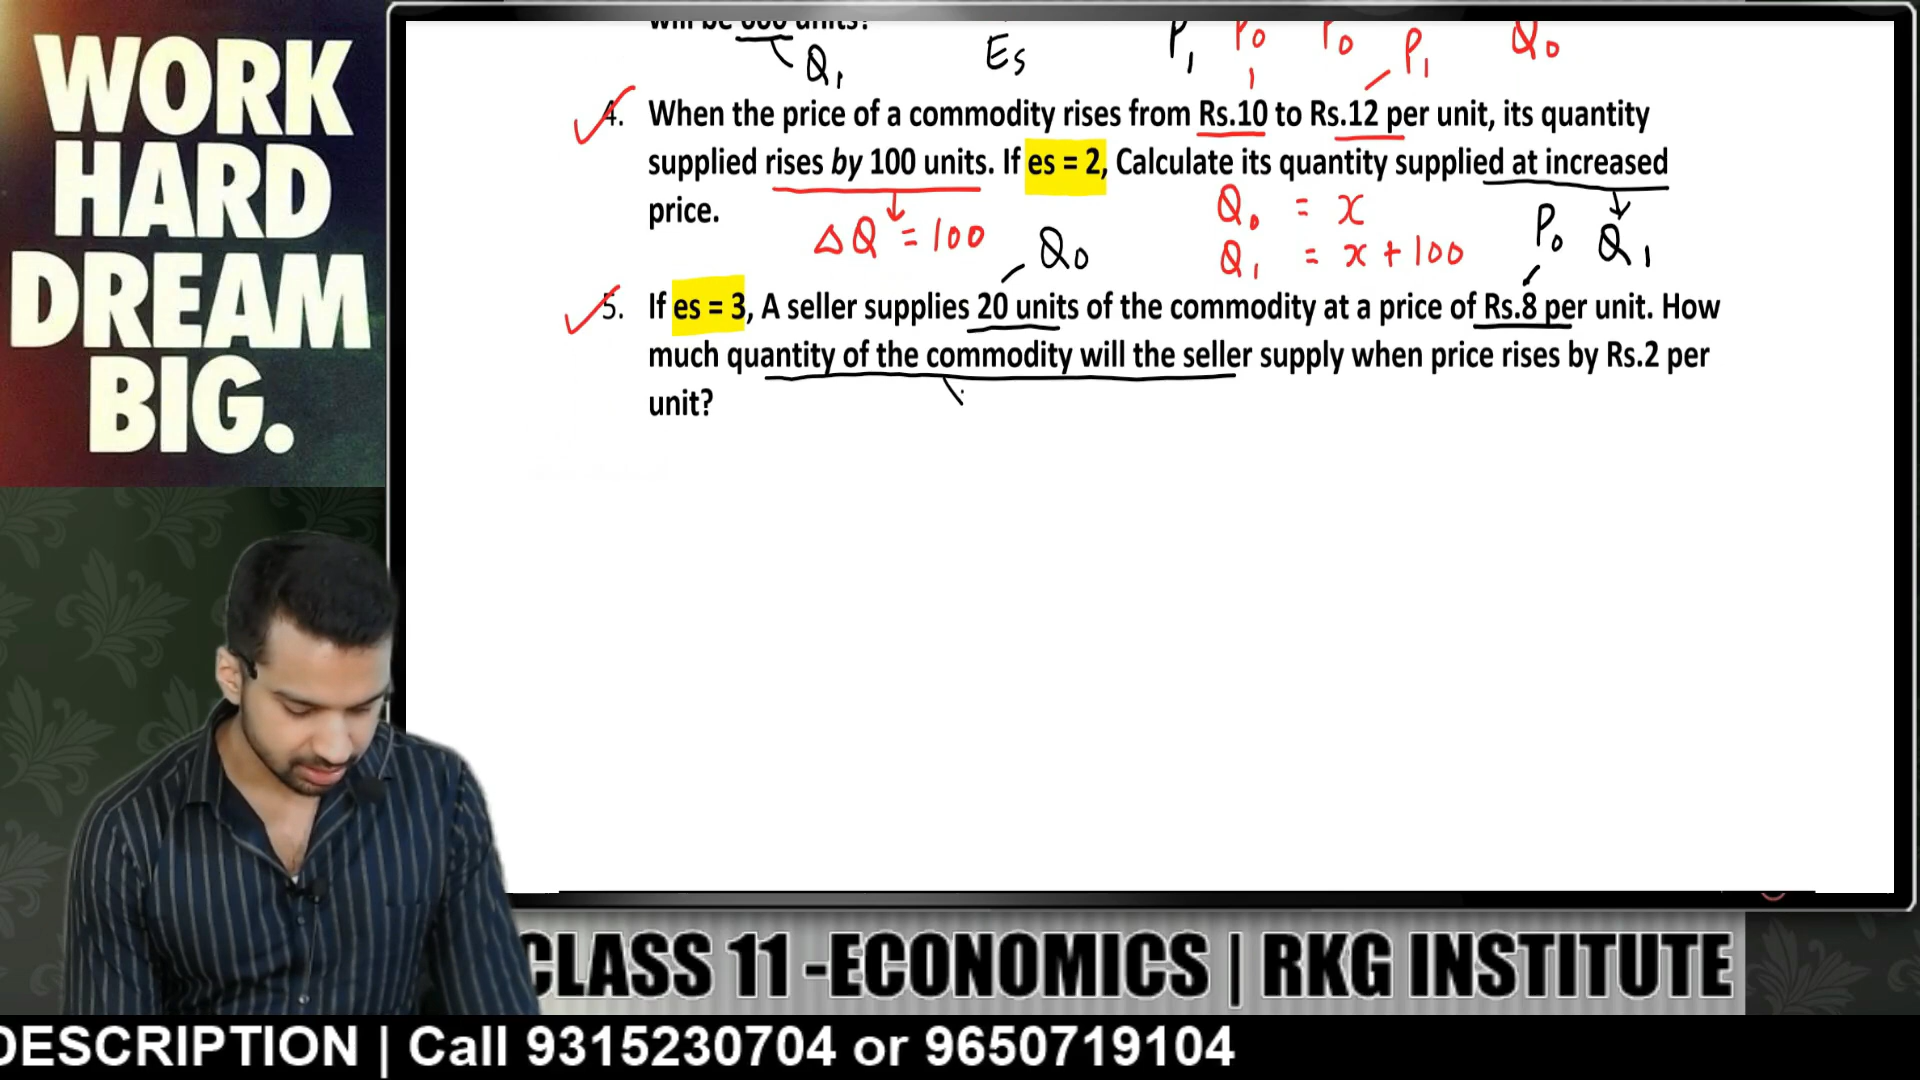 WORK
HARD
DREAM
BIG.
will be 600 units?
Q1 Es P1 P0 P0 P1 Q0
4. When the price of a commodity rises from Rs.10 to Rs.12 per unit, its quantity
supplied rises by 100 units. If es = 2, Calculate its quantity supplied at increased
price.
ΔQ = 100 Q0
Q0 = x
Q1 = x + 100
P0 Q1
5. If es = 3, A seller supplies 20 units of the commodity at a price of Rs.8 per unit. How
much quantity of the commodity will the seller supply when price rises by Rs.2 per
unit?
CLASS 11 -ECONOMICS | RKG INSTITUTE
DESCRIPTION | Call 9315230704 or 9650719104